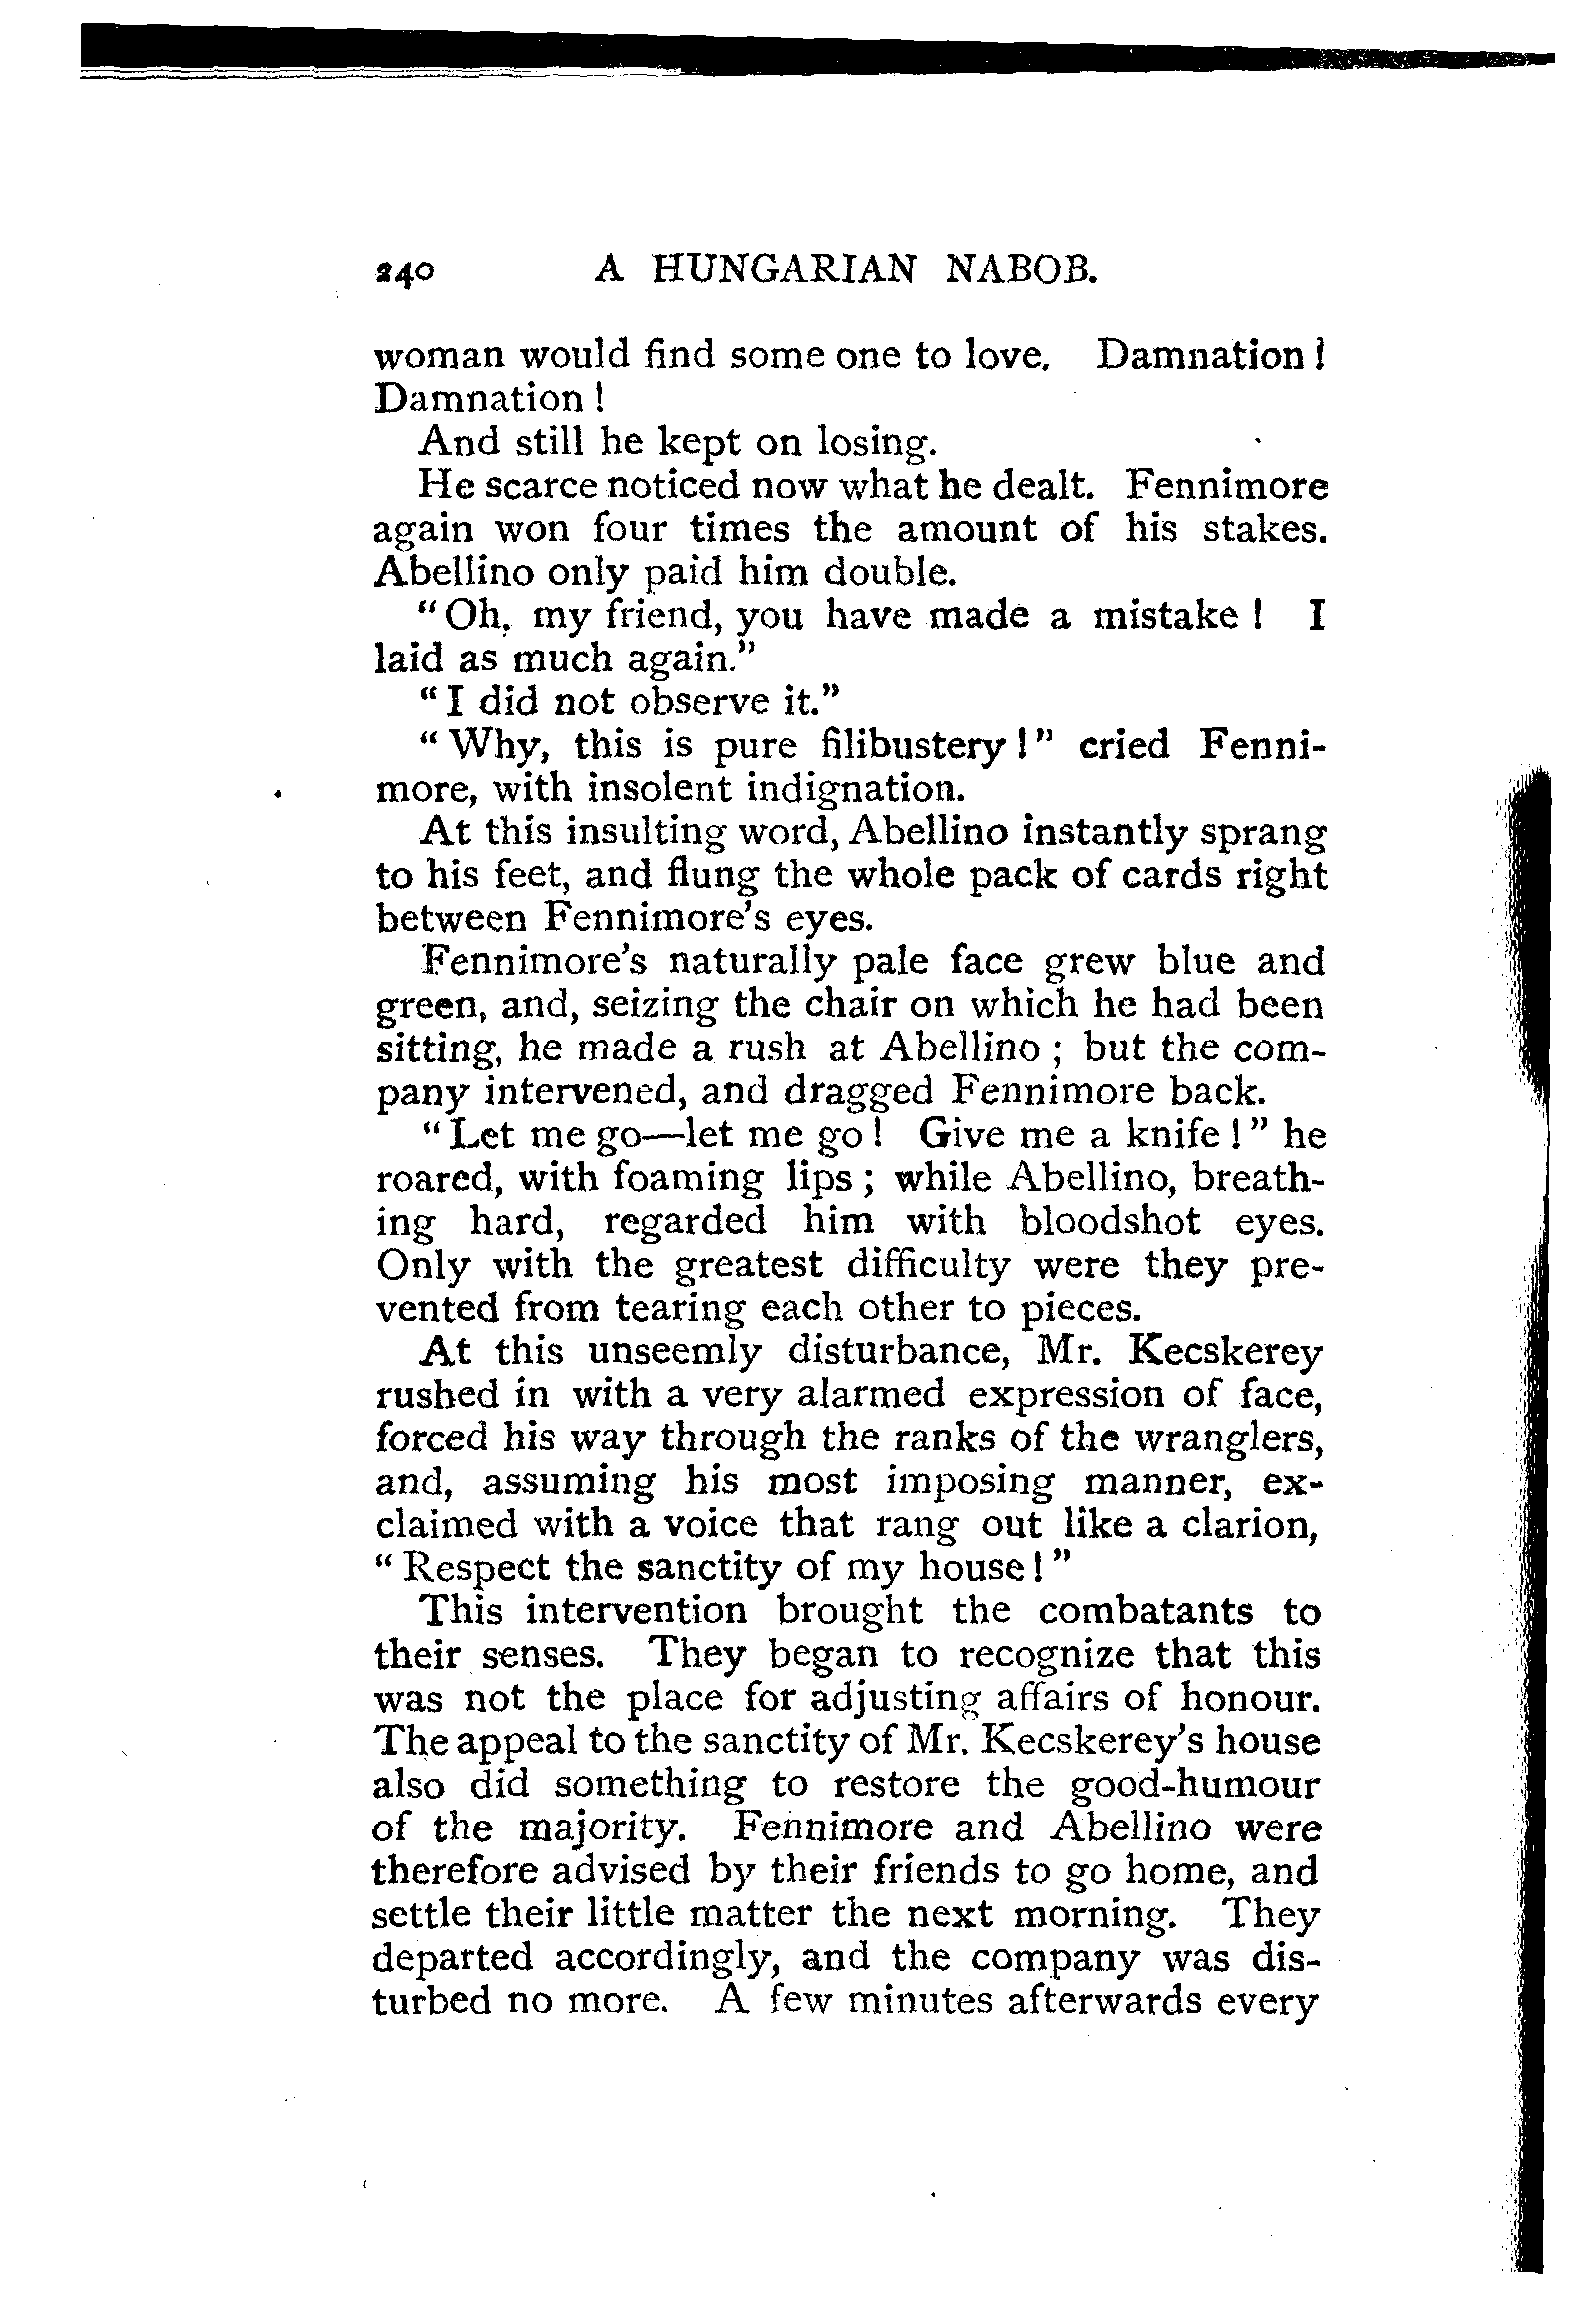 240 A HUNGARIAN NABOB.
woman would find some one to love. Damnation!
Damnation!
And still he kept on losing.
He scarce noticed now what he dealt. Fennimore
again won four times the amount of his stakes.
Abellino only paid him double.
"Oh, my friend, you have made a mistake! I
laid as much again."
"I did not observe it."
"Why, this is pure filibustery!" cried Fenni-
more, with insolent indignation.
At this insulting word, Abellino instantly sprang
to his feet, and flung the whole pack of cards right
between Fennimore's eyes.
Fennimore's naturally pale face grew blue and
green, and, seizing the chair on which he had been
sitting, he made a rush at Abellino; but the com-
pany intervened, and dragged Fennimore back.
"Let me go—let me go! Give me a knife!" he
roared, with foaming lips; while Abellino, breath-
ing hard, regarded him with bloodshot eyes.
Only with the greatest difficulty were they pre-
vented from tearing each other to pieces.
At this unseemly disturbance, Mr. Kecskerey
rushed in with a very alarmed expression of face,
forced his way through the ranks of the wranglers,
and, assuming his most imposing manner, ex-
claimed with a voice that rang out like a clarion,
"Respect the sanctity of my house!"
This intervention brought the combatants to
their senses. They began to recognize that this
was not the place for adjusting affairs of honour.
The appeal to the sanctity of Mr. Kecskerey's house
also did something to restore the good-humour
of the majority. Fennimore and Abellino were
therefore advised by their friends to go home, and
settle their little matter the next morning. They
departed accordingly, and the company was dis-
turbed no more. A few minutes afterwards every